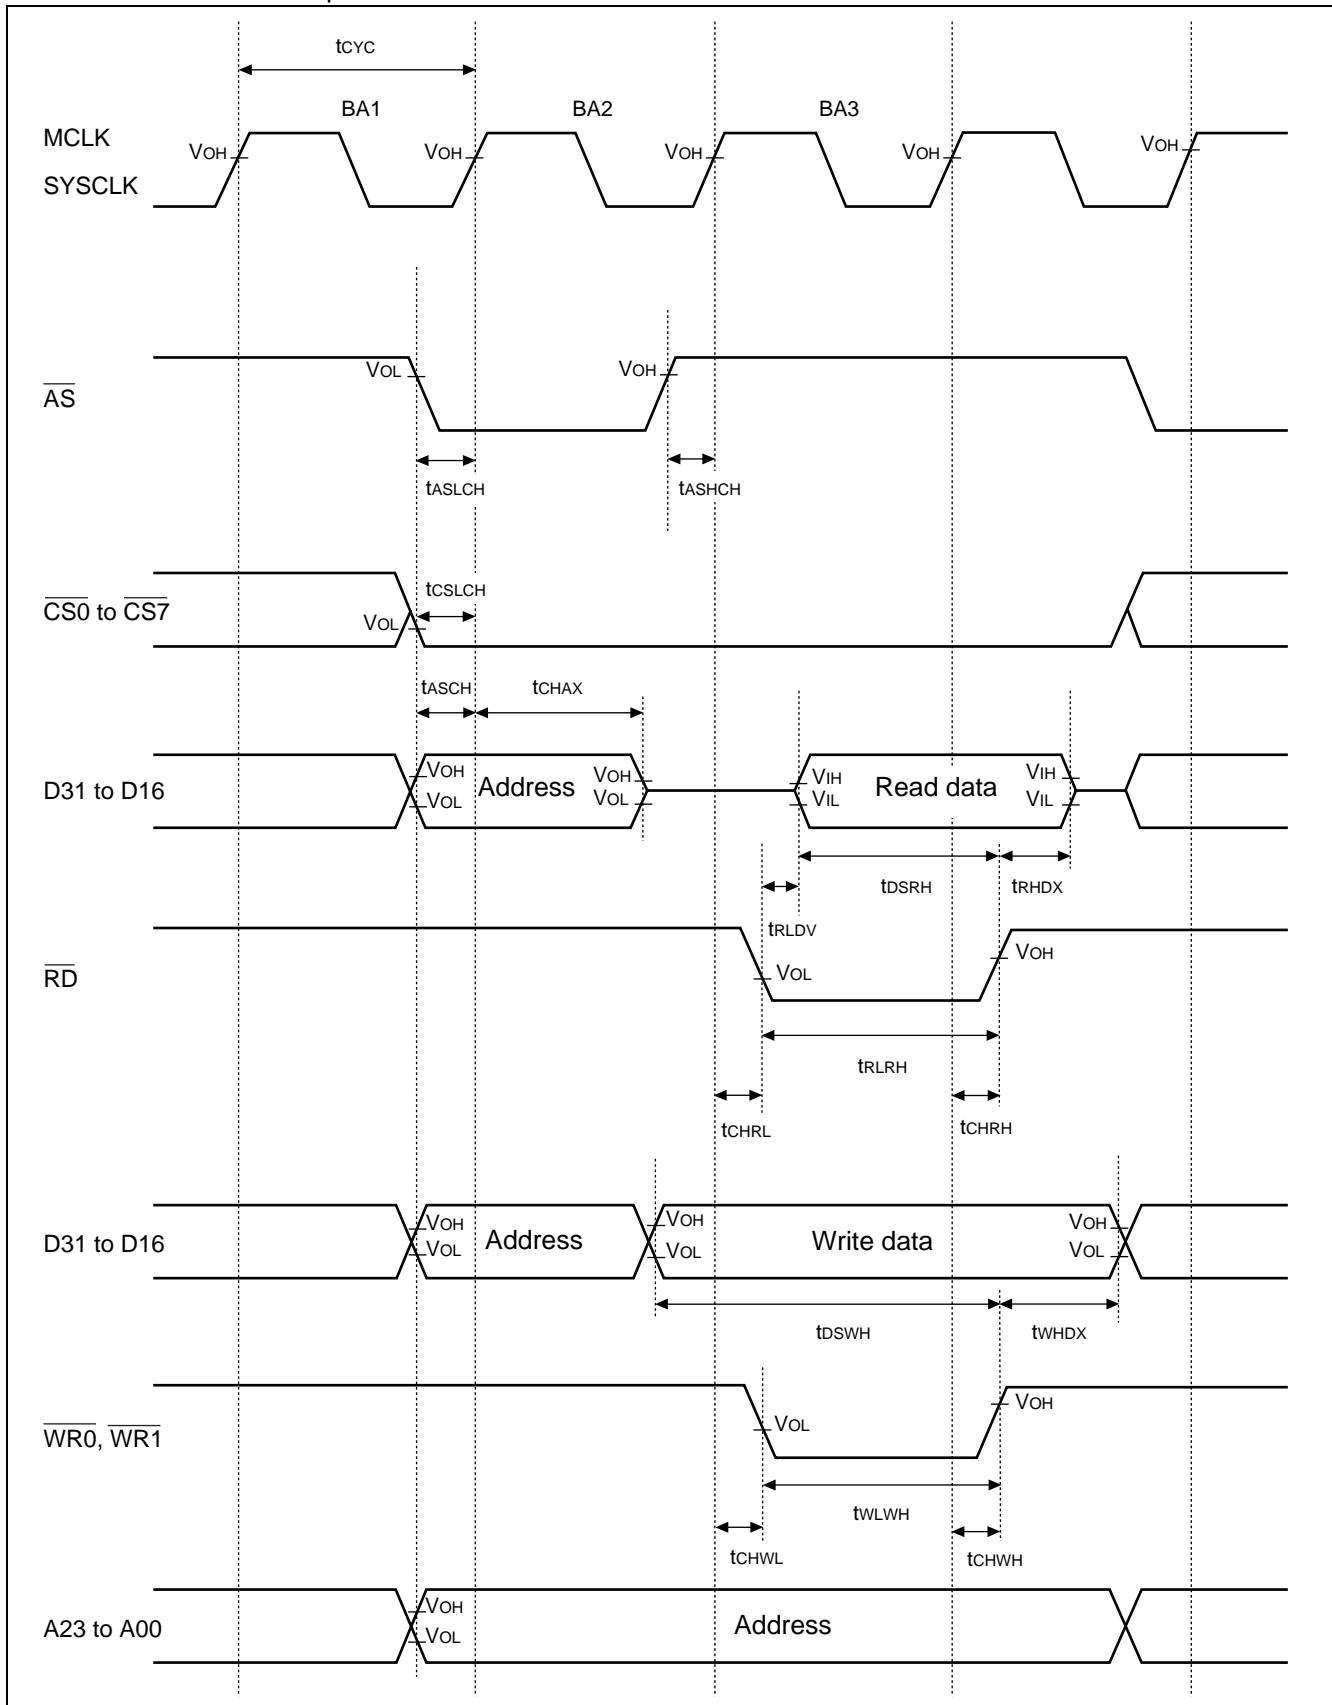 tCYC
BA1 BA2 BA3
MCLK
VOH VOH VOH VOH VOH
SYSCLK
VOL VOH
AS
tASLCH tASHCH
tCSLCH
CS0 to CS7
VOL
tASCH tCHAX
VOH VOH VIH VIH
D31 to D16 Address Read data
VOL VOL VIL VIL
tDSRH tRHDX
tRLDV
VOH
RD VOL
tRLRH
tCHRL tCHRH
VOH VOH VOH
D31 to D16 Address Write data
VOL VOL VOL
tDSWH tWHDX
VOH
WR0, WR1 VOL
tWLWH
tCHWL tCHWH
VOH
A23 to A00 Address
VOL